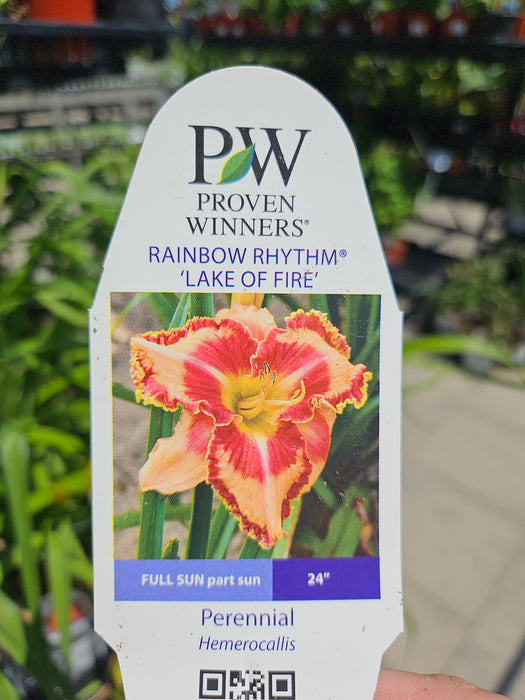 PW
PROVEN
WINNERS®
RAINBOW RHYTHM®
'LAKE OF FIRE'
FULL SUN part sun 24"
Perennial
Hemerocallis